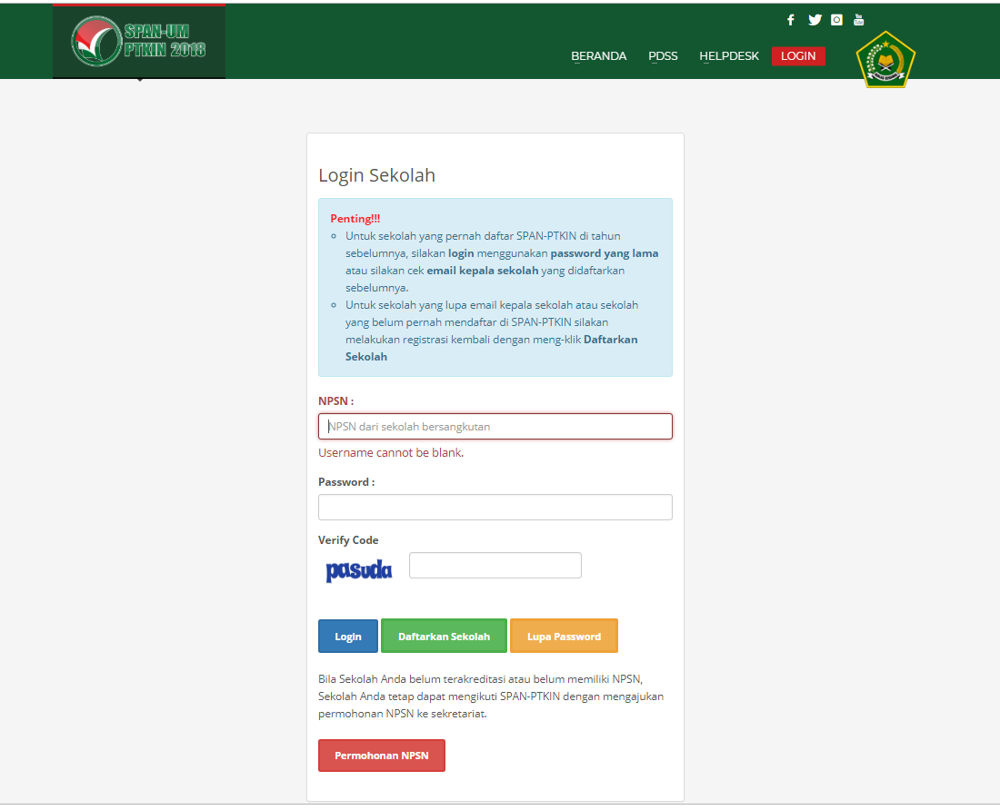 SPAN-UM
PTKIN 2018
BERANDA PDSS HELPDESK LOGIN
Login Sekolah
Penting!!!
Untuk sekolah yang pernah daftar SPAN-PTKIN di tahun
sebelumnya, silakan login menggunakan password yang lama
atau silakan cek email kepala sekolah yang didaftarkan
sebelumnya.
Untuk sekolah yang lupa email kepala sekolah atau sekolah
yang belum pernah mendaftar di SPAN-PTKIN silakan
melakukan registrasi kembali dengan meng-klik Daftarkan
Sekolah
NPSN :
NPSN dari sekolah bersangkutan
Username cannot be blank.
Password :
Verify Code
pasuda
Login Daftarkan Sekolah Lupa Password
Bila Sekolah Anda belum terakreditasi atau belum memiliki NPSN,
Sekolah Anda tetap dapat mengikuti SPAN-PTKIN dengan mengajukan
permohonan NPSN ke sekretariat.
Permohonan NPSN